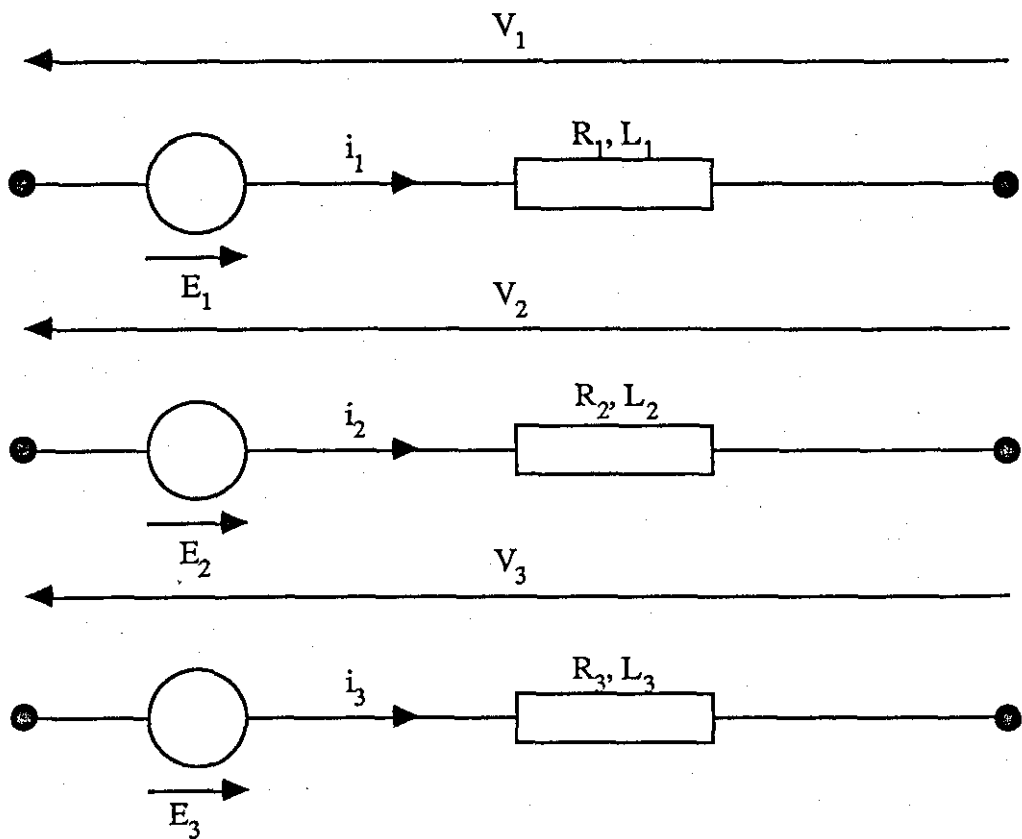 V₁
R₁, L₁
i₁
E₁
V₂
R₂, L₂
i₂
E₂
V₃
R₃, L₃
i₃
E₃